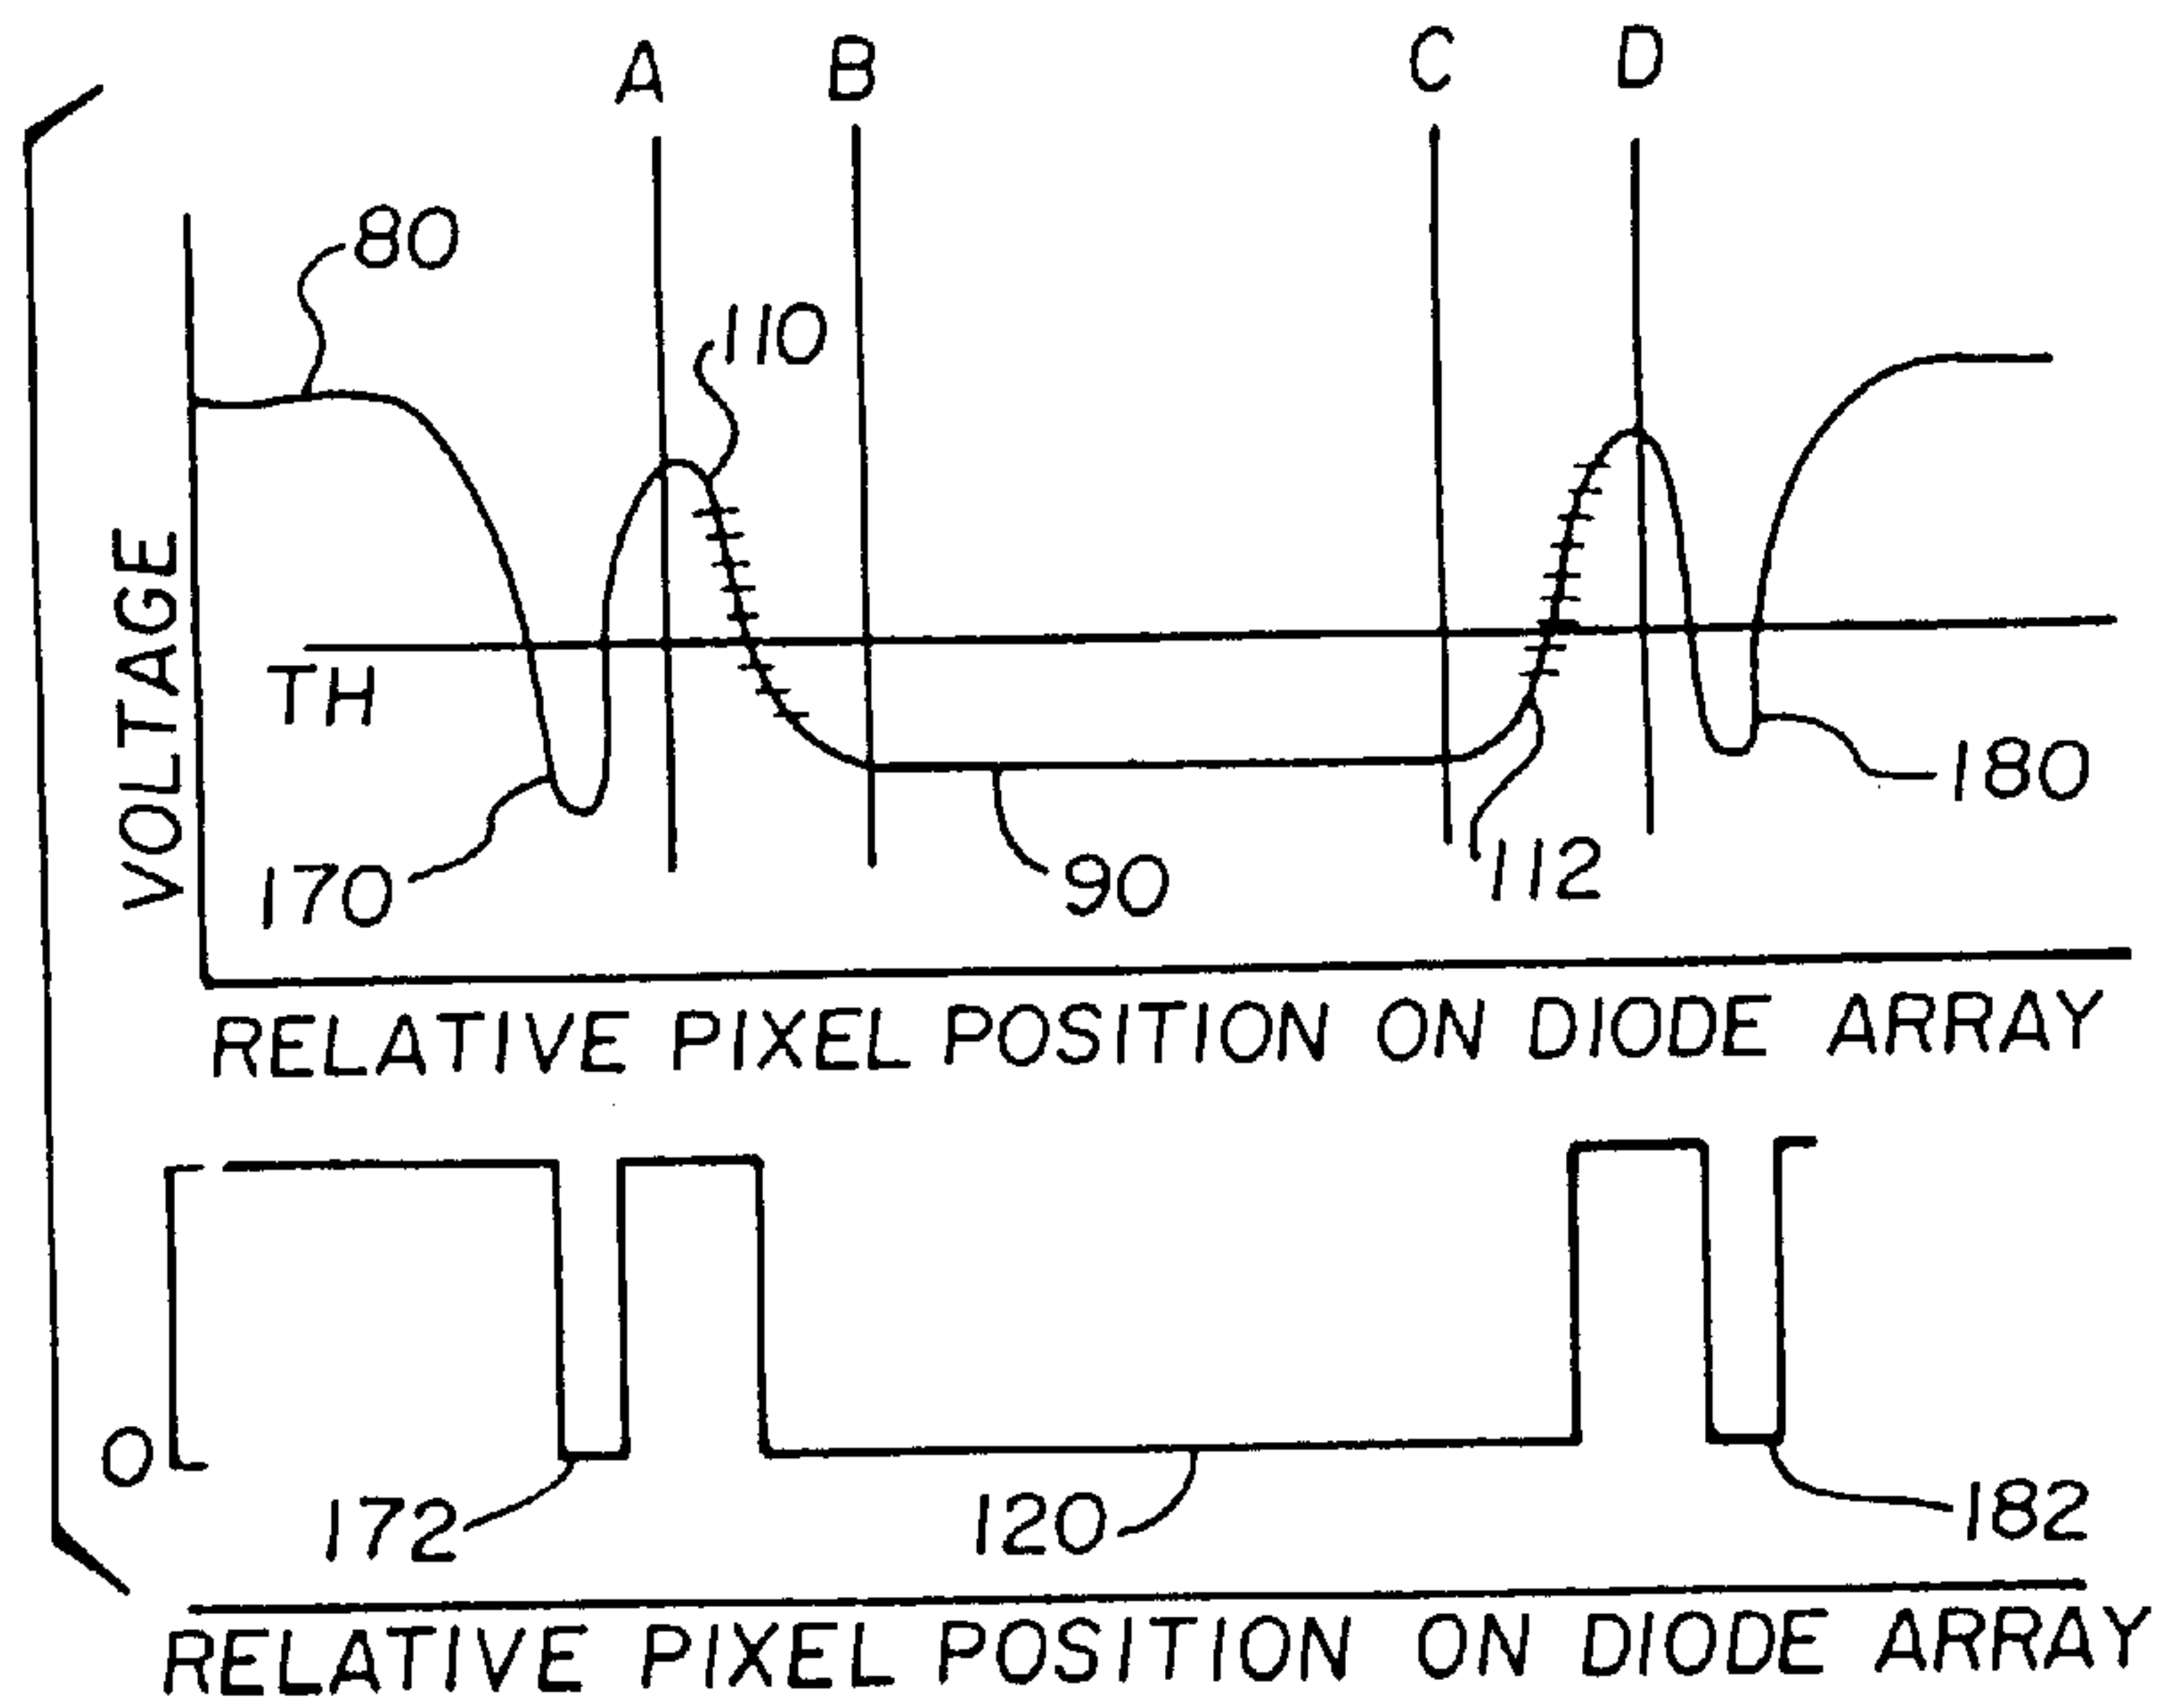 A B C D
80
110
VOLTAGE
TH
180
170
90
112
RELATIVE PIXEL POSITION ON DIODE ARRAY
0
172
120
182
RELATIVE PIXEL POSITION ON DIODE ARRAY